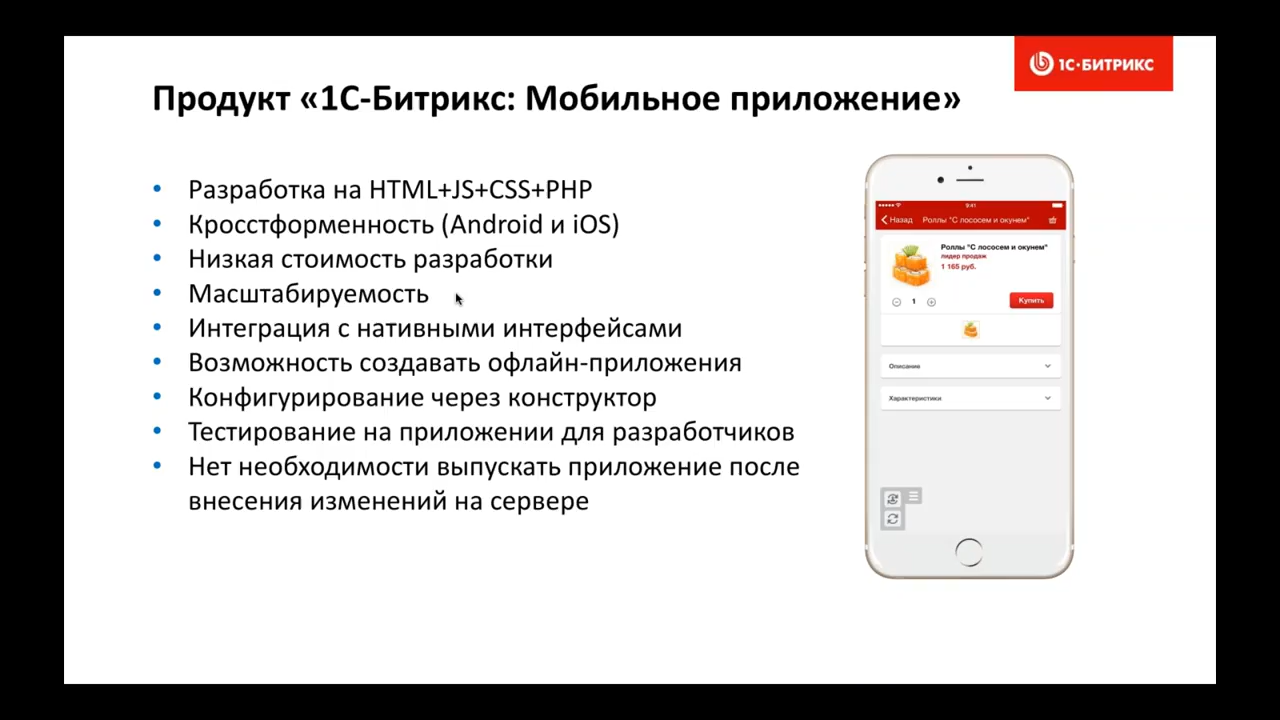 1С-БИТРИКС
Продукт «1С-Битрикс: Мобильное приложение»
• Разработка на HTML+JS+CSS+PHP
• Кросстформенность (Android и iOS)
• Низкая стоимость разработки
• Масштабируемость
• Интеграция с нативными интерфейсами
• Возможность создавать офлайн-приложения
• Конфигурирование через конструктор
• Тестирование на приложении для разработчиков
• Нет необходимости выпускать приложение после
внесения изменений на сервере
9:41
Назад Роллы "С лососем и окунем"
Роллы "С лососем и окунем"
лидер продаж
1 165 руб.
1
Купить
Описание
Характеристики